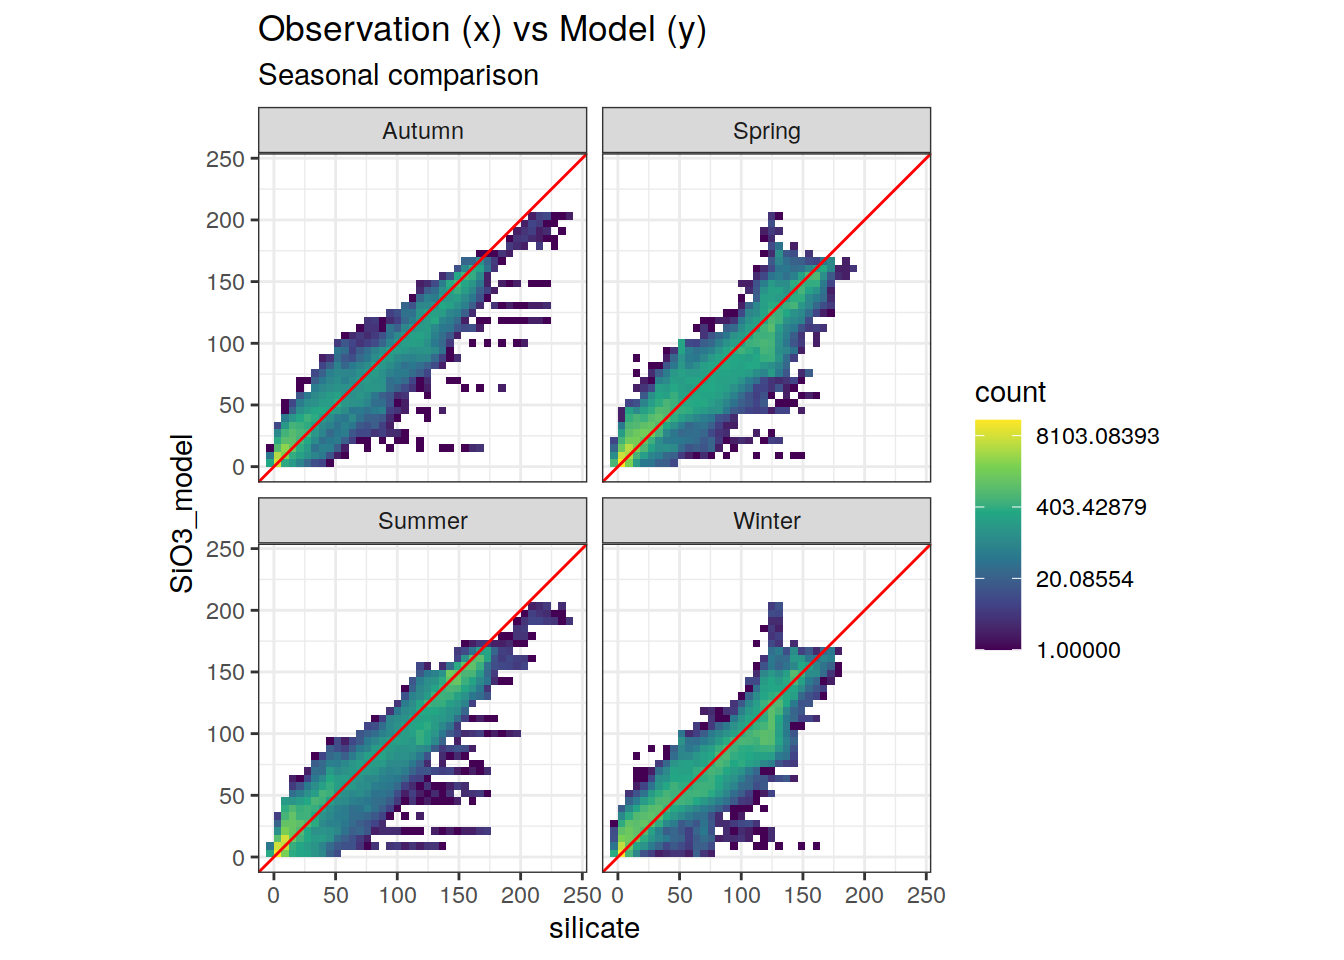 Observation (x) vs Model (y)
Seasonal comparison
Autumn
Spring
250
200
150
100
50
0
Summer
Winter
250
200
150
100
50
0
0 50 100 150 200 250
0 50 100 150 200 250
silicate
SiO3_model
count
8103.08393
403.42879
20.08554
1.00000